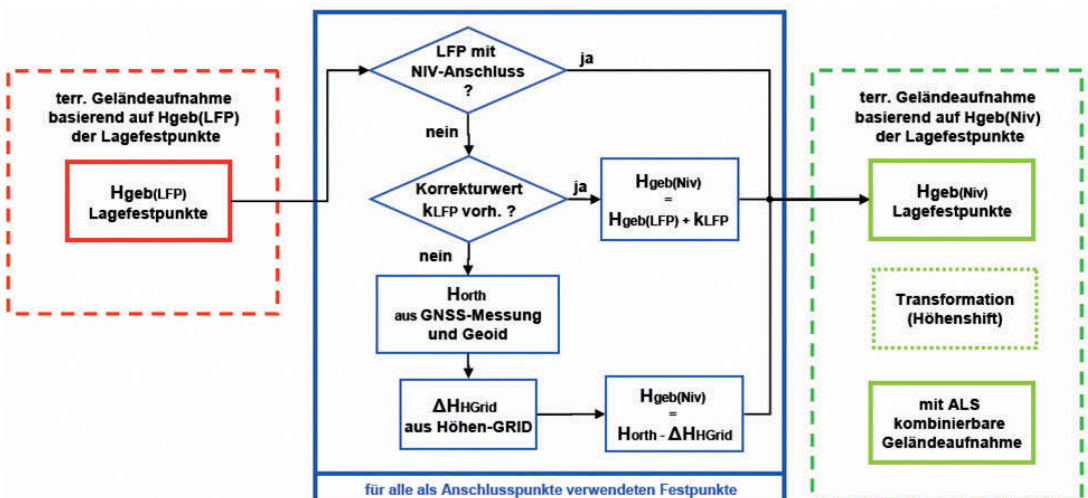 terr. Geländeaufnahme
basierend auf Hgeb(LFP)
der Lagefestpunkte
Hgeb(LFP)
Lagefestpunkte
LFP mit
NIV-Anschluss
?
ja
nein
Korrekturwert
kLFP vorh. ?
ja
Hgeb(Niv)
=
Hgeb(LFP) + kLFP
nein
Horth
aus GNSS-Messung
und Geoid
ΔHHGrid
aus Höhen-GRID
Hgeb(Niv)
=
Horth - ΔHHGrid
für alle als Anschlusspunkte verwendeten Festpunkte
terr. Geländeaufnahme
basierend auf Hgeb(Niv)
der Lagefestpunkte
Hgeb(Niv)
Lagefestpunkte
Transformation
(Höhenshift)
mit ALS
kombinierbare
Geländeaufnahme